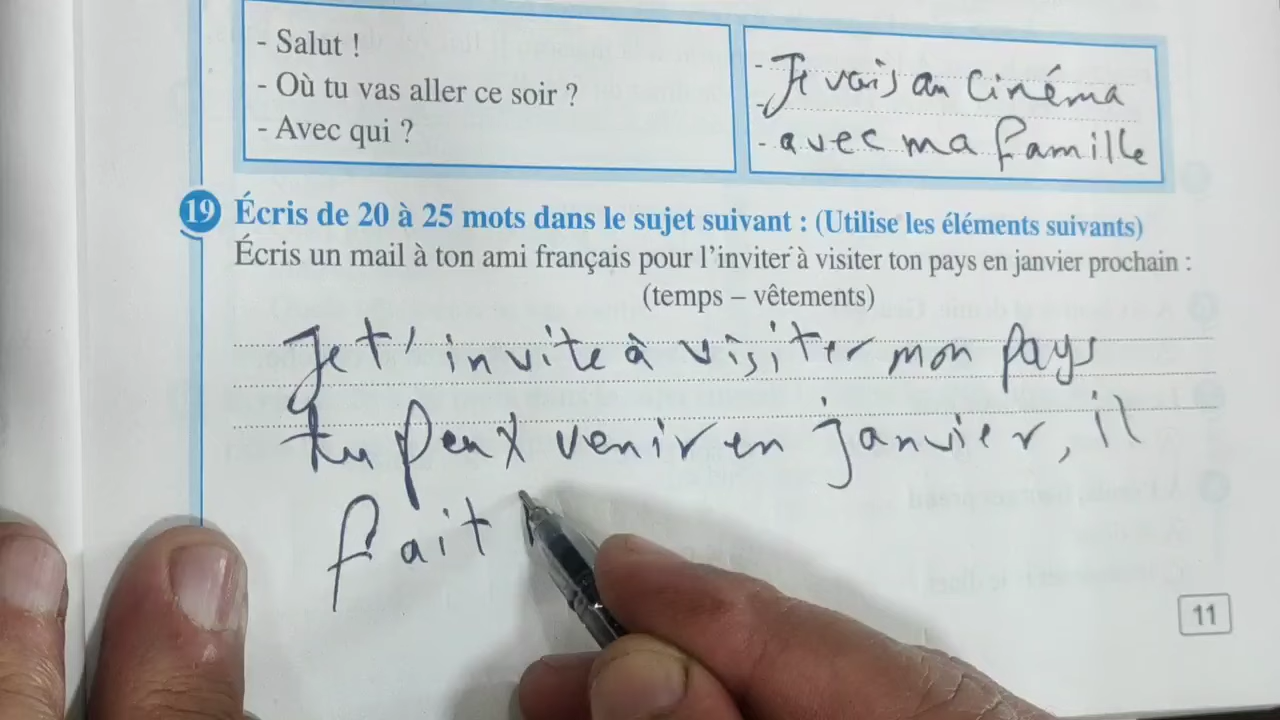 - Salut !
- Où tu vas aller ce soir ?
- Avec qui ?
- Je vais au cinéma
-
- avec ma famille
19 Écris de 20 à 25 mots dans le sujet suivant : (Utilise les éléments suivants)
Écris un mail à ton ami français pour l'inviter à visiter ton pays en janvier prochain :
(temps – vêtements)
Je t'invite à visiter mon pays
tu peux venir en janvier, il
fait
11